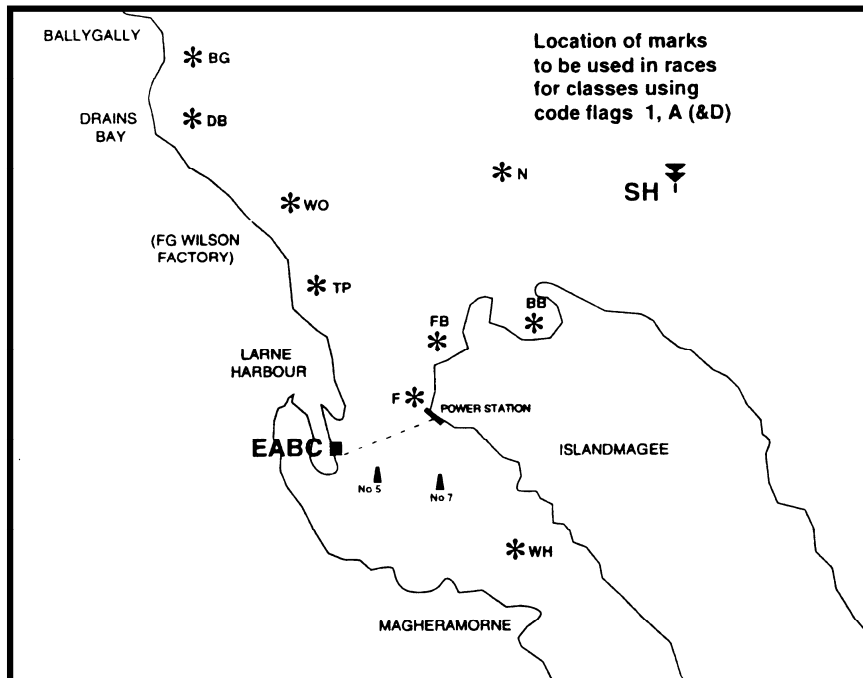 BALLYGALLY
BG
Location of marks
to be used in races
for classes using
code flags 1, A (&D)
DRAINS
BAY
DB
N
SH
WO
(FG WILSON
FACTORY)
TP
BB
FB
LARNE
HARBOUR
F
POWER STATION
EABC
ISLANDMAGEE
No 5
No 7
WH
MAGHERAMORNE